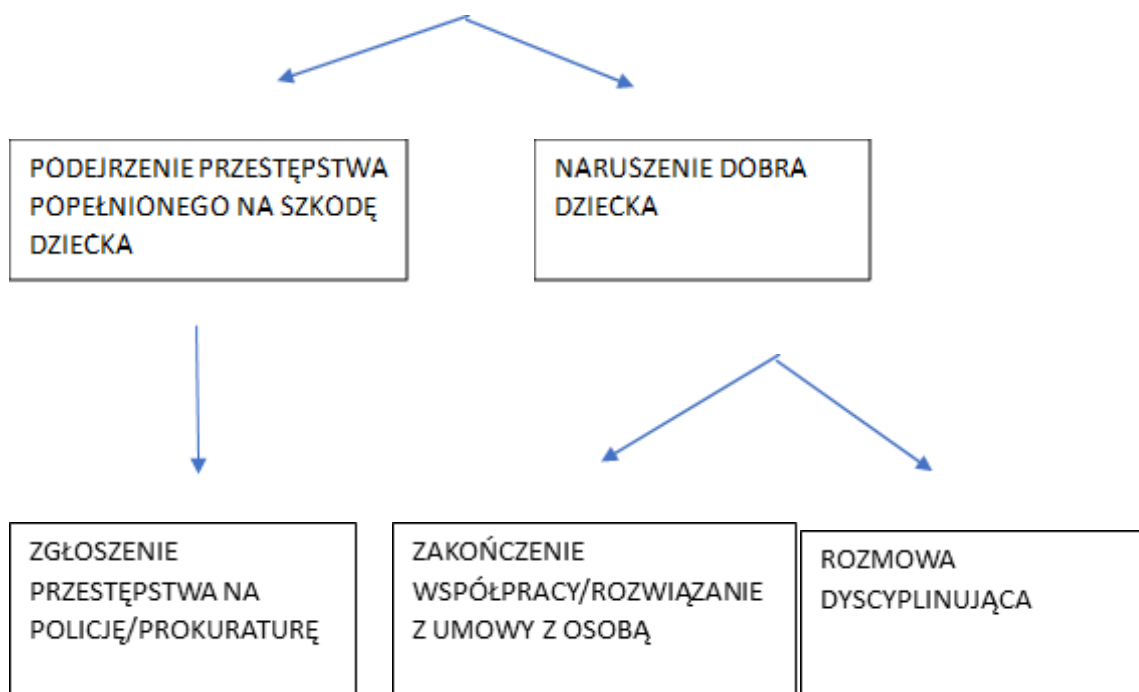 PODEJRZENIE PRZESTĘPSTWA
POPEŁNIONEGO NA SZKODĘ
DZIECKA
NARUSZENIE DOBRA
DZIECKA
ZGŁOSZENIE
PRZESTĘPSTWA NA
POLICJĘ/PROKURATURĘ
ZAKOŃCZENIE
WSPÓŁPRACY/ROZWIĄZANIE
Z UMOWY Z OSOBĄ
ROZMOWA
DYSCYPLINUJĄCA